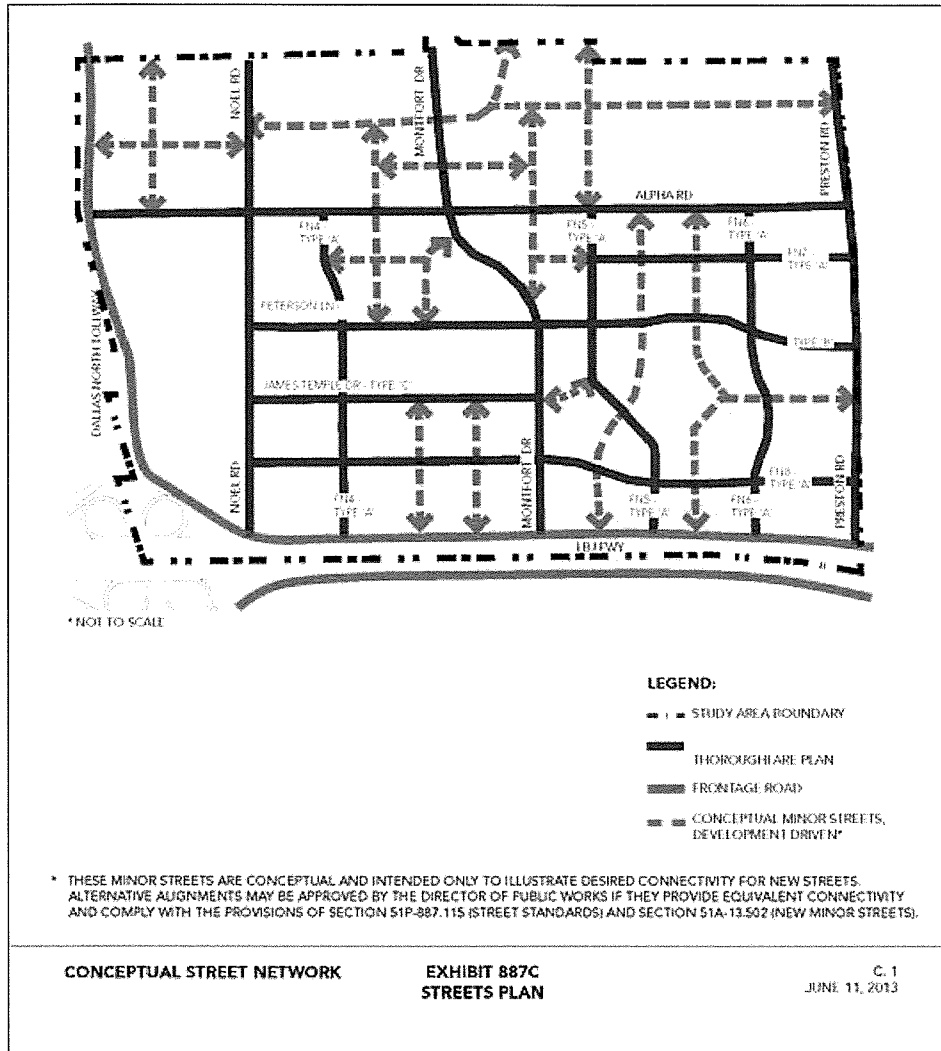 NOEL RD
MONTFORT DR
PRESTON RD
ALPHA RD
FN4 -
TYPE 'A'
FN5 -
TYPE 'A'
FN6 -
TYPE 'A'
FN7 -
TYPE 'A'
PETERSON LN -
TYPE 'B'
DALLAS NORTH TOLLWAY
JAMES TEMPLE DR - TYPE 'C'
NOEL RD
MONTFORT DR
PRESTON RD
FN8 -
TYPE 'A'
FN4 -
TYPE 'A'
FN5 -
TYPE 'A'
FN6 -
TYPE 'A'
LBJ FWY
* NOT TO SCALE
LEGEND:
STUDY AREA BOUNDARY
THOROUGHFARE PLAN
FRONTAGE ROAD
CONCEPTUAL MINOR STREETS,
DEVELOPMENT DRIVEN*
* THESE MINOR STREETS ARE CONCEPTUAL AND INTENDED ONLY TO ILLUSTRATE DESIRED CONNECTIVITY FOR NEW STREETS.
ALTERNATIVE ALIGNMENTS MAY BE APPROVED BY THE DIRECTOR OF PUBLIC WORKS IF THEY PROVIDE EQUIVALENT CONNECTIVITY
AND COMPLY WITH THE PROVISIONS OF SECTION 51P-887.115 (STREET STANDARDS) AND SECTION 51A-13.502 (NEW MINOR STREETS).
CONCEPTUAL STREET NETWORK
EXHIBIT 887C
STREETS PLAN
C. 1
JUNE 11, 2013